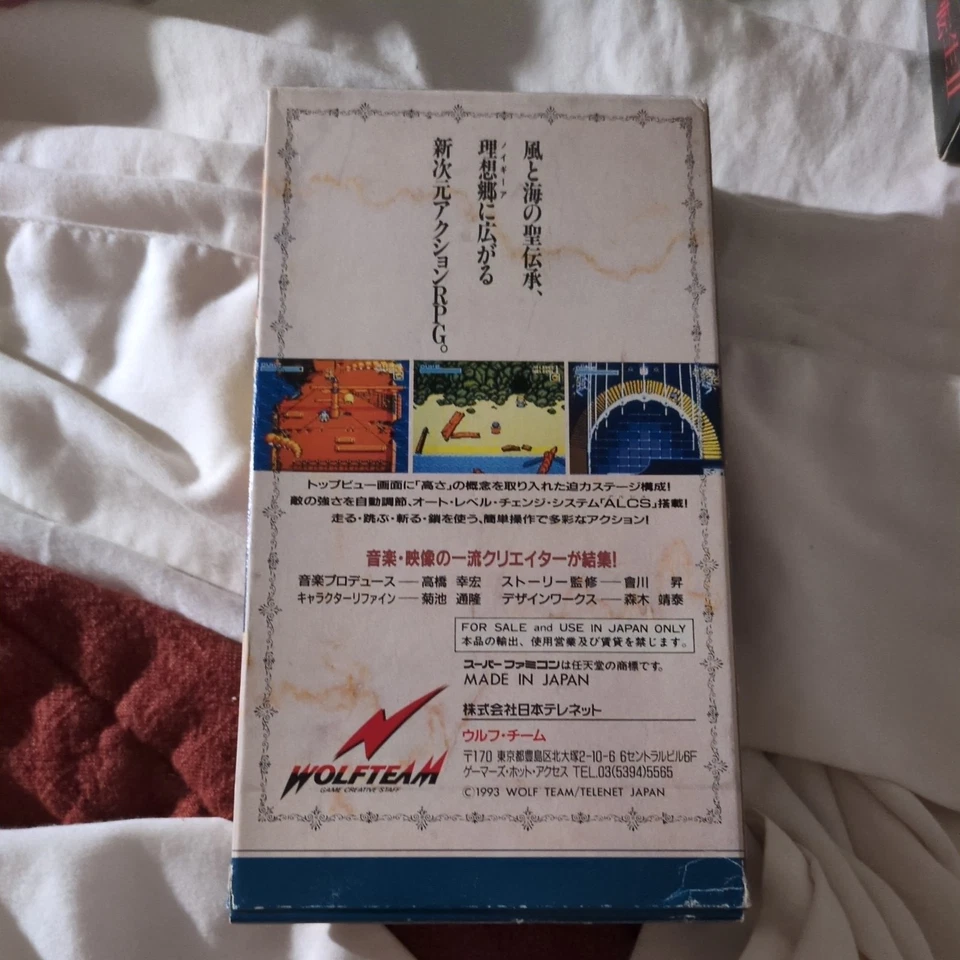 風と海の聖伝承、
理想郷に広がる
ノイギーア
新次元アクションRPG。
トップビュー画面に「高さ」の概念を取り入れた迫力ステージ構成!
敵の強さを自動調節、オート・レベル・チェンジ・システム「ALCS」搭載!
走る・跳ぶ・斬る・鎖を使う、簡単操作で多彩なアクション!
音楽・映像の一流クリエイターが結集!
音楽プロデュース——高橋 幸宏 ストーリー監修——會川 昇
キャラクターリファイン——菊池 通隆 デザインワークス——森木 靖泰
FOR SALE and USE IN JAPAN ONLY
本品の輸出、使用営業及び賃貸を禁じます。
スーパーファミコンは任天堂の商標です。
MADE IN JAPAN
株式会社日本テレネット
ウルフ・チーム
〒170 東京都豊島区北大塚2-10-6 6セントラルビル6F
ゲーマーズ・ホット・アクセス TEL.03(5394)5565
©1993 WOLF TEAM/TELENET JAPAN
WOLFTEAM
GAME CREATIVE STAFF
転生II